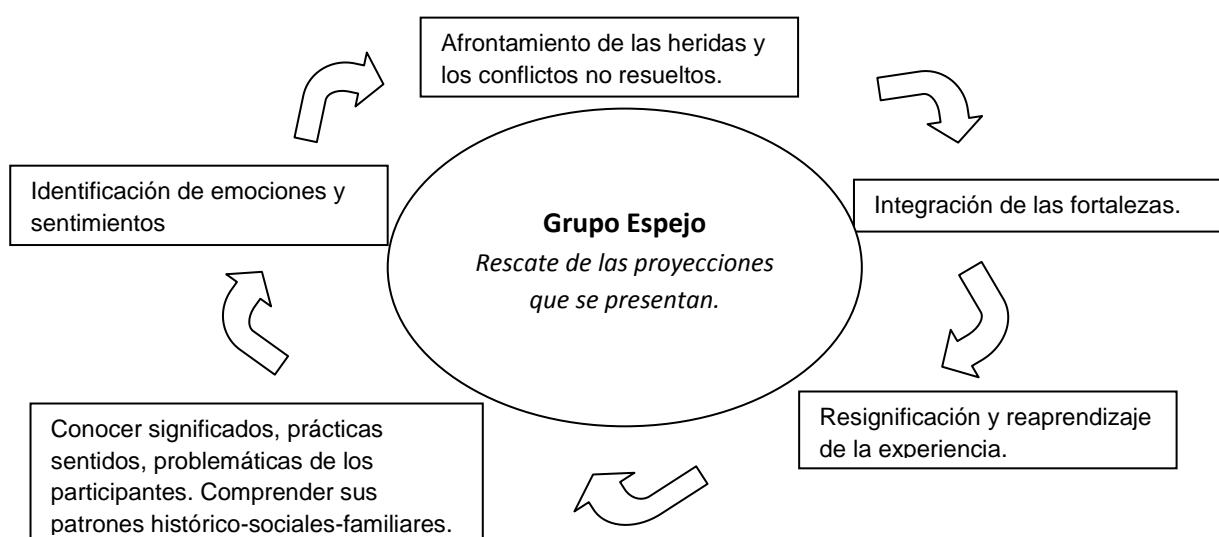 Afrontamiento de las heridas y
los conflictos no resueltos.
Identificación de emociones y
sentimientos
Integración de las fortalezas.
Grupo Espejo
Rescate de las proyecciones
que se presentan.
Conocer significados, prácticas
sentidos, problemáticas de los
participantes. Comprender sus
patrones histórico-sociales-familiares.
Resignificación y reaprendizaje
de la experiencia.